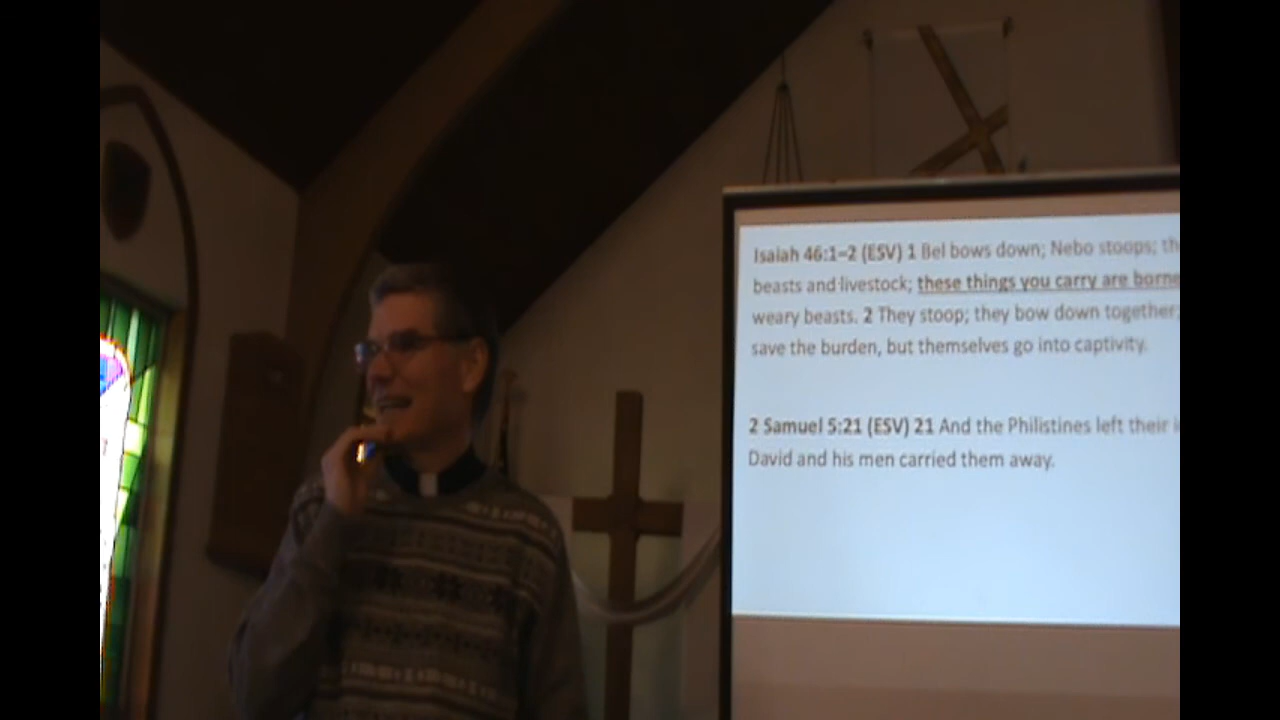 Isaiah 46:1–2 (ESV) 1 Bel bows down; Nebo stoops;
beasts and livestock; these things you carry are borne
weary beasts. 2 They stoop; they bow down together;
save the burden, but themselves go into captivity.
2 Samuel 5:21 (ESV) 21 And the Philistines left their
David and his men carried them away.